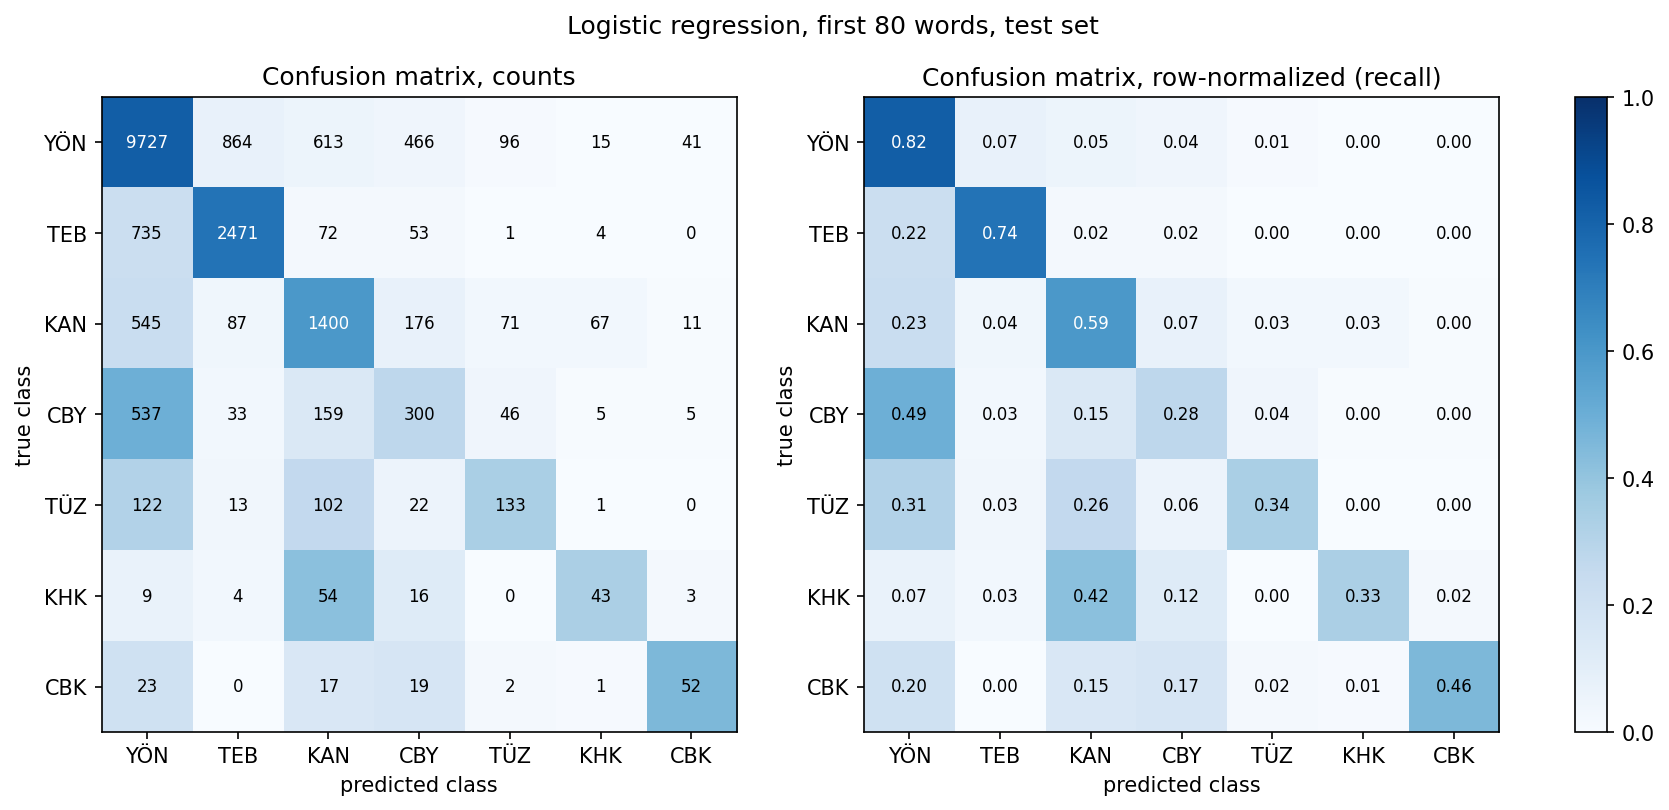 Logistic regression, first 80 words, test set
Confusion matrix, counts
YÖN 9727 864 613 466 96 15 41
TEB 735 2471 72 53 1 4 0
KAN 545 87 1400 176 71 67 11
CBY 537 33 159 300 46 5 5
TÜZ 122 13 102 22 133 1 0
KHK 9 4 54 16 0 43 3
CBK 23 0 17 19 2 1 52
YÖN TEB KAN CBY TÜZ KHK CBK
predicted class
true class
Confusion matrix, row-normalized (recall)
YÖN 0.82 0.07 0.05 0.04 0.01 0.00 0.00
TEB 0.22 0.74 0.02 0.02 0.00 0.00 0.00
KAN 0.23 0.04 0.59 0.07 0.03 0.03 0.00
CBY 0.49 0.03 0.15 0.28 0.04 0.00 0.00
TÜZ 0.31 0.03 0.26 0.06 0.34 0.00 0.00
KHK 0.07 0.03 0.42 0.12 0.00 0.33 0.02
CBK 0.20 0.00 0.15 0.17 0.02 0.01 0.46
YÖN TEB KAN CBY TÜZ KHK CBK
predicted class
true class
1.0
0.8
0.6
0.4
0.2
0.0